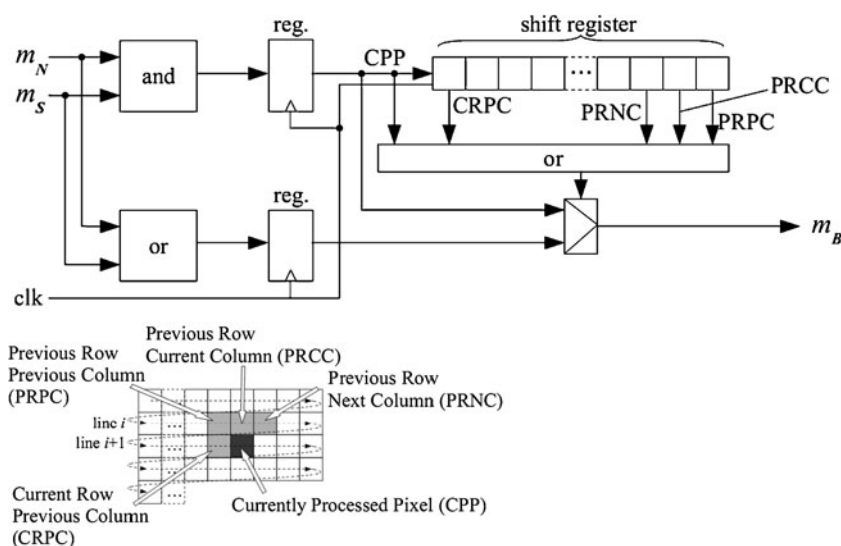 shift register
reg.
m_N
CPP
m_S
and
PRCC
CRPC
PRNC
PRPC
or
reg.
or
m_B
clk
Previous Row
Current Column (PRCC)
Previous Row
Previous Column
(PRPC)
Previous Row
Next Column (PRNC)
line i
line i+1
Current Row
Previous Column
(CRPC)
Currently Processed Pixel (CPP)